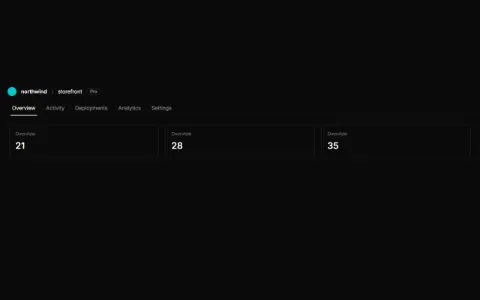 northwind / storefront Pro
Overview Activity Deployments Analytics Settings
Overview Overview Overview
21 28 35